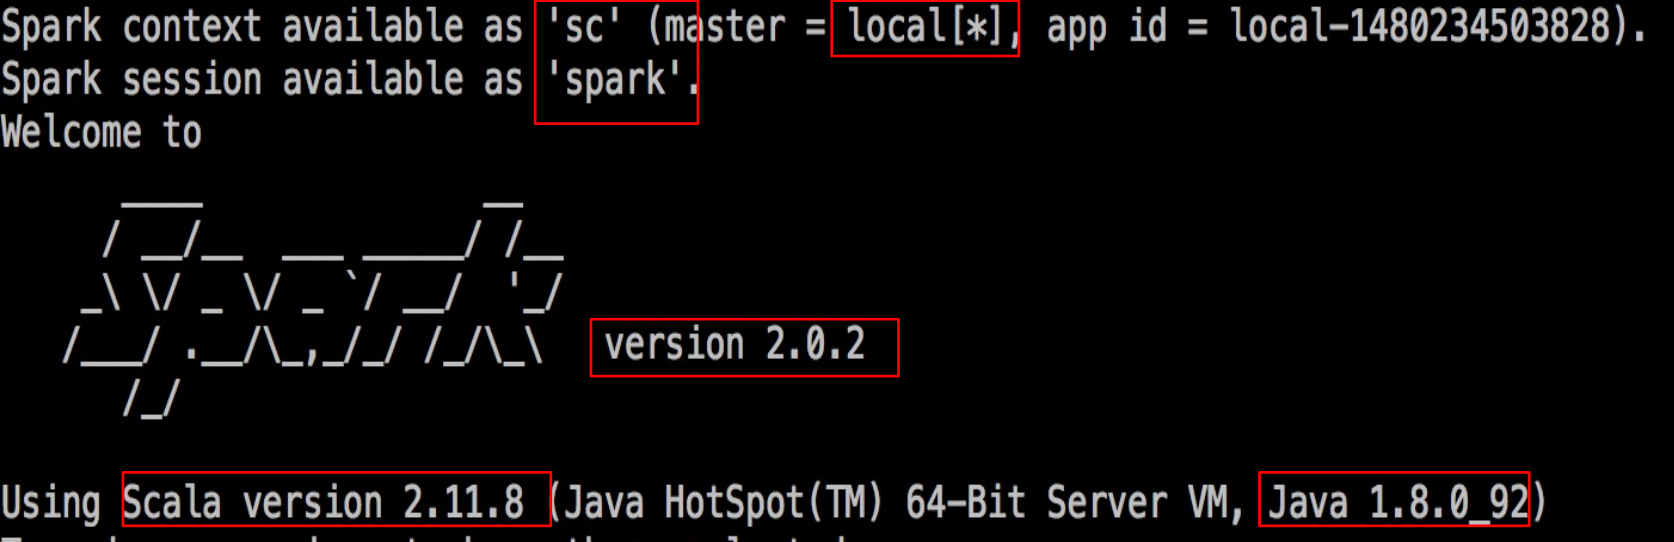 Spark context available as 'sc' (master = local[*], app id = local-1480234503828).
Spark session available as 'spark'.
Welcome to
      ____              __
     / __/__  ___ _____/ /__
    _\ \/ _ \/ _ `/ __/  '_/
   /___/ .__/\_,_/_/ /_/\_\   version 2.0.2
      /_/
Using Scala version 2.11.8 (Java HotSpot(TM) 64-Bit Server VM, Java 1.8.0_92)